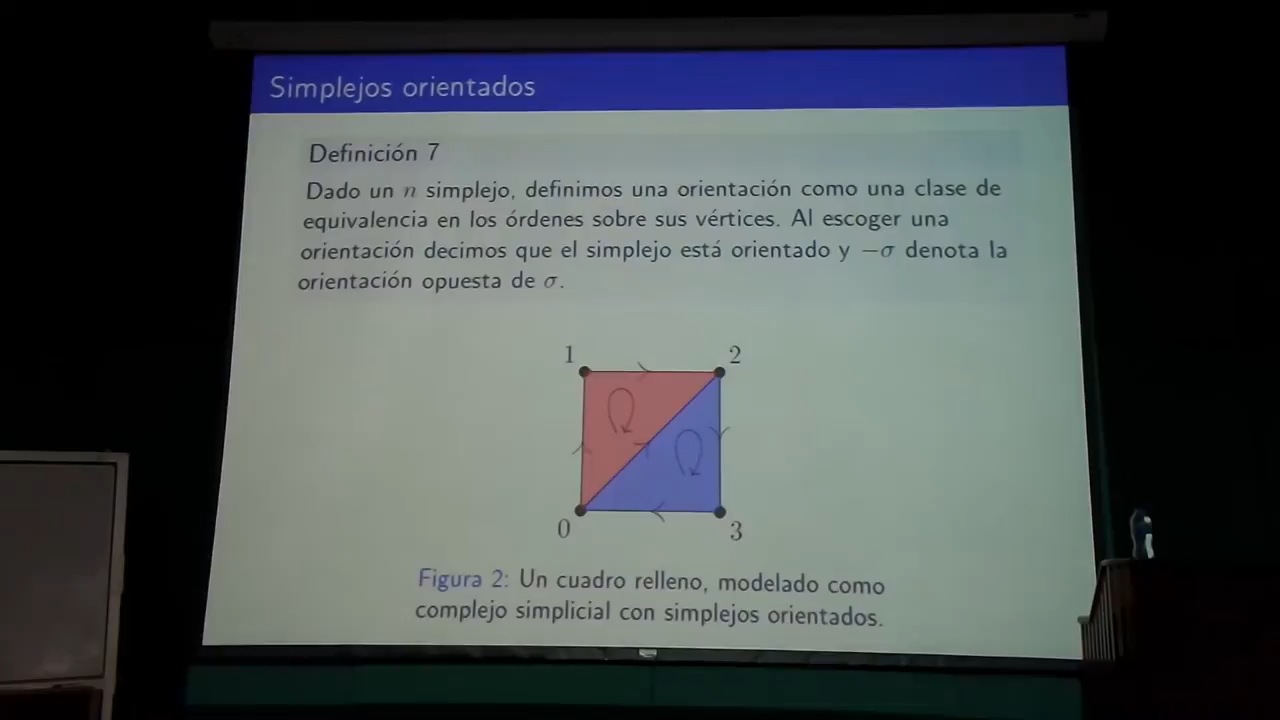 Simplejos orientados
Definición 7
Dado un n simplejo, definimos una orientación como una clase de
equivalencia en los órdenes sobre sus vértices. Al escoger una
orientación decimos que el simplejo está orientado y −σ denota la
orientación opuesta de σ.
1 2
0 3
Figura 2: Un cuadro relleno, modelado como
complejo simplicial con simplejos orientados.